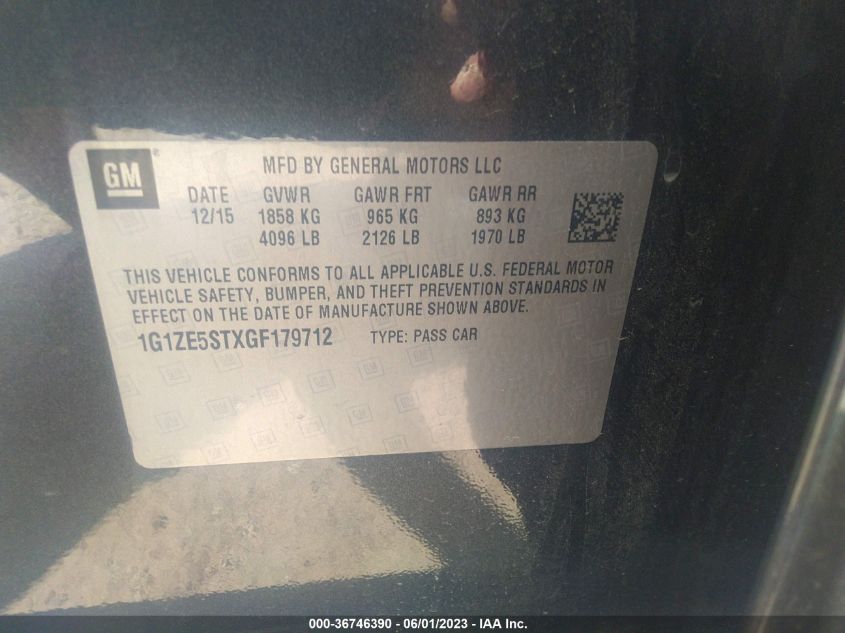 GM ®
MFD BY GENERAL MOTORS LLC
DATE GVWR GAWR FRT GAWR RR
12/15 1858 KG 965 KG 893 KG
4096 LB 2126 LB 1970 LB
THIS VEHICLE CONFORMS TO ALL APPLICABLE U.S. FEDERAL MOTOR
VEHICLE SAFETY, BUMPER, AND THEFT PREVENTION STANDARDS IN
EFFECT ON THE DATE OF MANUFACTURE SHOWN ABOVE.
1G1ZE5STXGF179712 TYPE: PASS CAR
000-36746390 - 06/01/2023 - IAA Inc.